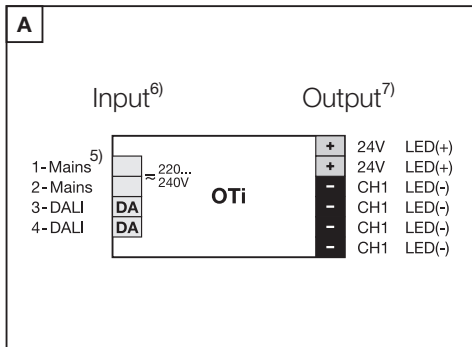 A
Input6) Output7)
+ 24V LED(+)
1-Mains5) ≂ 220... + 24V LED(+)
2-Mains 240V OTi - CH1 LED(-)
3-DALI DA - CH1 LED(-)
4-DALI DA - CH1 LED(-)
- CH1 LED(-)